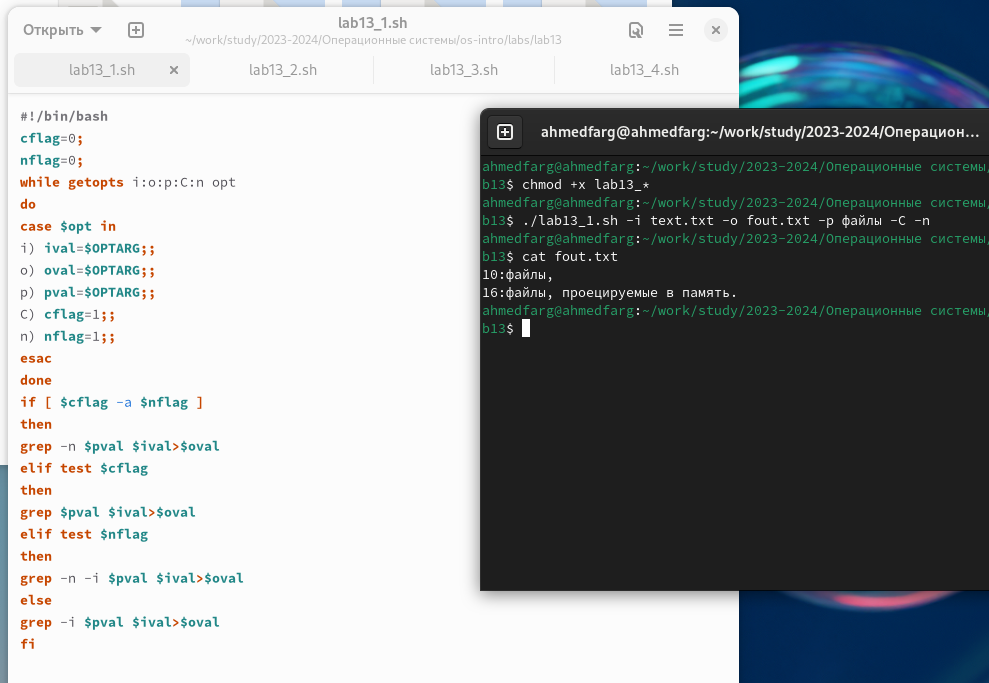 Открыть
lab13_1.sh
~/work/study/2023-2024/Операционные системы/os-intro/labs/lab13
lab13_1.sh
lab13_2.sh
lab13_3.sh
lab13_4.sh
#!/bin/bash
cflag=0;
nflag=0;
while getopts i:o:p:C:n opt
do
case $opt in
i) ival=$OPTARG;;
o) oval=$OPTARG;;
p) pval=$OPTARG;;
C) cflag=1;;
n) nflag=1;;
esac
done
if [ $cflag -a $nflag ]
then
grep -n $pval $ival>$oval
elif test $cflag
then
grep $pval $ival>$oval
elif test $nflag
then
grep -n -i $pval $ival>$oval
else
grep -i $pval $ival>$oval
fi
ahmedfarg@ahmedfarg:~/work/study/2023-2024/Операцион...
ahmedfarg@ahmedfarg:~/work/study/2023-2024/Операционные системы/
b13$ chmod +x lab13_*
ahmedfarg@ahmedfarg:~/work/study/2023-2024/Операционные системы/
b13$ ./lab13_1.sh -i text.txt -o fout.txt -p файлы -C -n
ahmedfarg@ahmedfarg:~/work/study/2023-2024/Операционные системы/
b13$ cat fout.txt
10:файлы,
16:файлы, проецируемые в память.
ahmedfarg@ahmedfarg:~/work/study/2023-2024/Операционные системы/
b13$